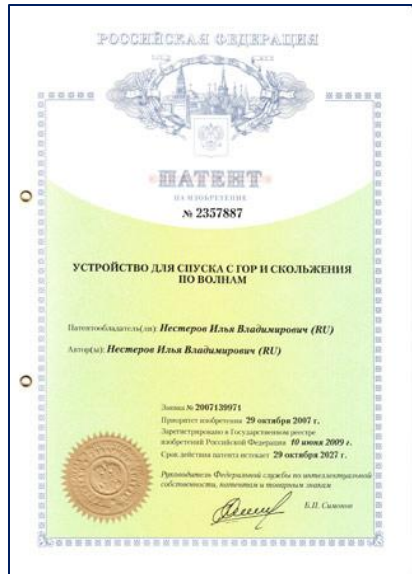 РОССИЙСКАЯ ФЕДЕРАЦИЯ
ПАТЕНТ
НА ИЗОБРЕТЕНИЕ
№ 2357887
УСТРОЙСТВО ДЛЯ СПУСКА С ГОР И СКОЛЬЖЕНИЯ
ПО ВОЛНАМ
Патентообладатель(ли): Нестеров Илья Владимирович (RU)
Автор(ы): Нестеров Илья Владимирович (RU)
Заявка № 2007139971
Приоритет изобретения 29 октября 2007 г.
Зарегистрировано в Государственном реестре
изобретений Российской Федерации 10 июня 2009 г.
Срок действия патента истекает 29 октября 2027 г.
Руководитель Федеральной службы по интеллектуальной
собственности, патентам и товарным знакам
Б.П. Симонов